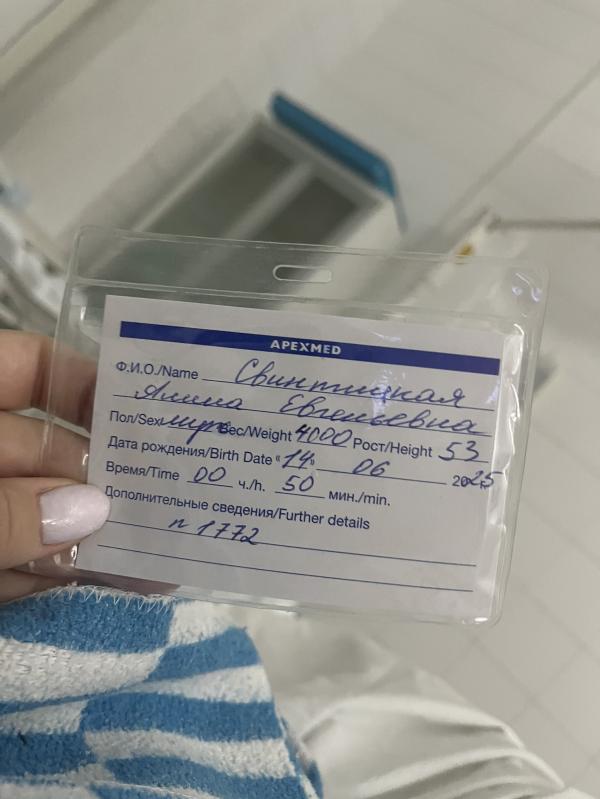 APEXMED
Ф.И.О./Name Свинтицкая
Алина Евгеньевна
Пол/Sex муж Вес/Weight 4000 Рост/Height 53
Дата рождения/Birth Date «14» 06 2025
Время/Time 00 ч./h. 50 мин./min.
Дополнительные сведения/Further details
п 1772